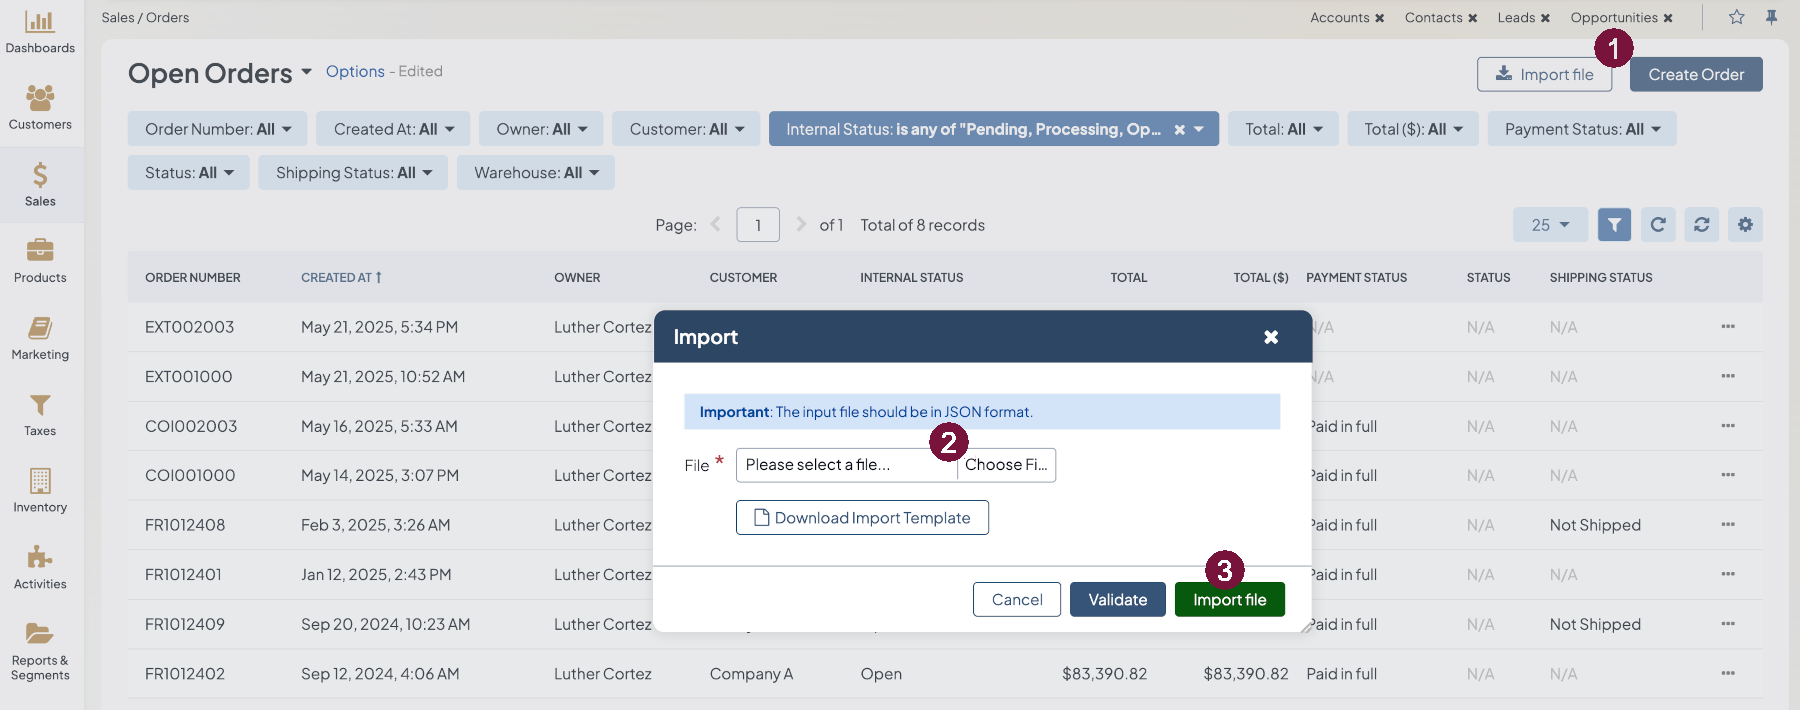 Dashboards
Customers
Sales
Products
Marketing
Taxes
Inventory
Activities
Reports &
Segments
Sales / Orders
Accounts ✖ Contacts ✖ Leads ✖ Opportunities ✖
1
Open Orders Options - Edited
Import file Create Order
Order Number: All Created At: All Owner: All Customer: All Internal Status: is any of "Pending, Processing, Op... ✖ Total: All Total ($): All Payment Status: All
Status: All Shipping Status: All Warehouse: All
Page: 1 of 1 Total of 8 records 25
ORDER NUMBER CREATED AT ↑ OWNER CUSTOMER INTERNAL STATUS TOTAL TOTAL ($) PAYMENT STATUS STATUS SHIPPING STATUS
EXT002003 May 21, 2025, 5:34 PM Luther Cortez N/A N/A N/A ...
EXT001000 May 21, 2025, 10:52 AM Luther Cortez N/A N/A N/A ...
COI002003 May 16, 2025, 5:33 AM Luther Cortez Paid in full N/A N/A ...
COI001000 May 14, 2025, 3:07 PM Luther Cortez Paid in full N/A N/A ...
FR1012408 Feb 3, 2025, 3:26 AM Luther Cortez Paid in full N/A Not Shipped ...
FR1012401 Jan 12, 2025, 2:43 PM Luther Cortez Paid in full N/A N/A ...
FR1012409 Sep 20, 2024, 10:23 AM Luther Cortez Paid in full N/A Not Shipped ...
FR1012402 Sep 12, 2024, 4:06 AM Luther Cortez Company A Open $83,390.82 $83,390.82 Paid in full N/A N/A ...
Import ✖
Important: The input file should be in JSON format.
2
File * Please select a file... Choose Fi...
Download Import Template
3
Cancel Validate Import file